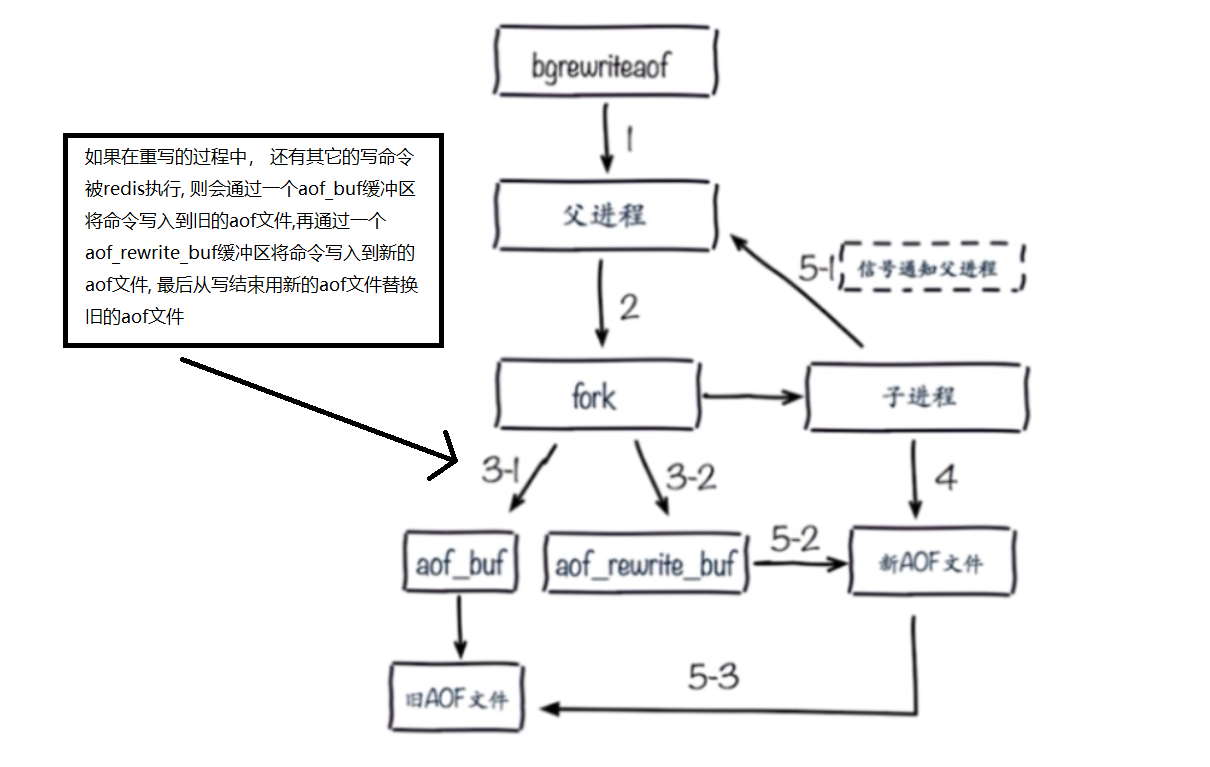 bgrewriteaof
1
如果在重写的过程中， 还有其它的写命令
被redis执行, 则会通过一个aof_buf缓冲区
将命令写入到旧的aof文件,再通过一个
aof_rewrite_buf缓冲区将命令写入到新的
aof文件, 最后从写结束用新的aof文件替换
旧的aof文件
父进程
5-1
信号通知父进程
2
fork
子进程
3-1
3-2
4
aof_buf
aof_rewrite_buf
5-2
新AOF文件
5-3
旧AOF文件